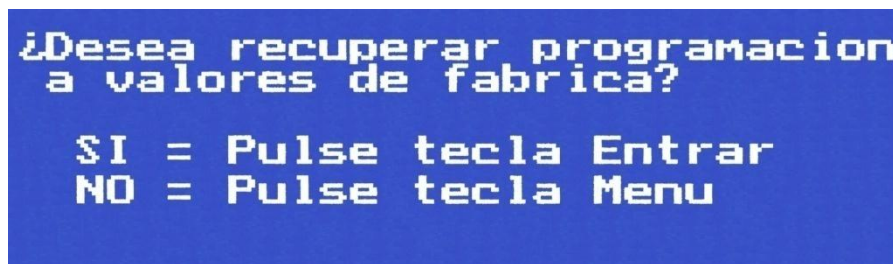 ¿Desea recuperar programacion
a valores de fabrica?
SI = Pulse tecla Entrar
NO = Pulse tecla Menu